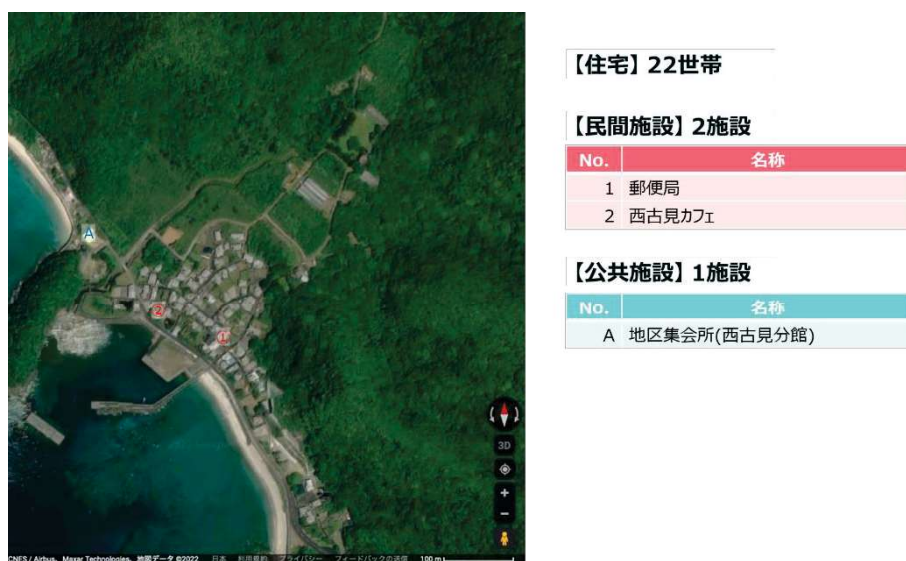 【住宅】22世帯
【民間施設】2施設
No. 名称
1 郵便局
2 西古見カフェ
【公共施設】1施設
No. 名称
A 地区集会所(西古見分館)
A
2
1
3D
+
−
CNES / Airbus、Maxar Technologies、地図データ ©2022 日本 利用規約 プライバシー フィードバックの送信 100 m